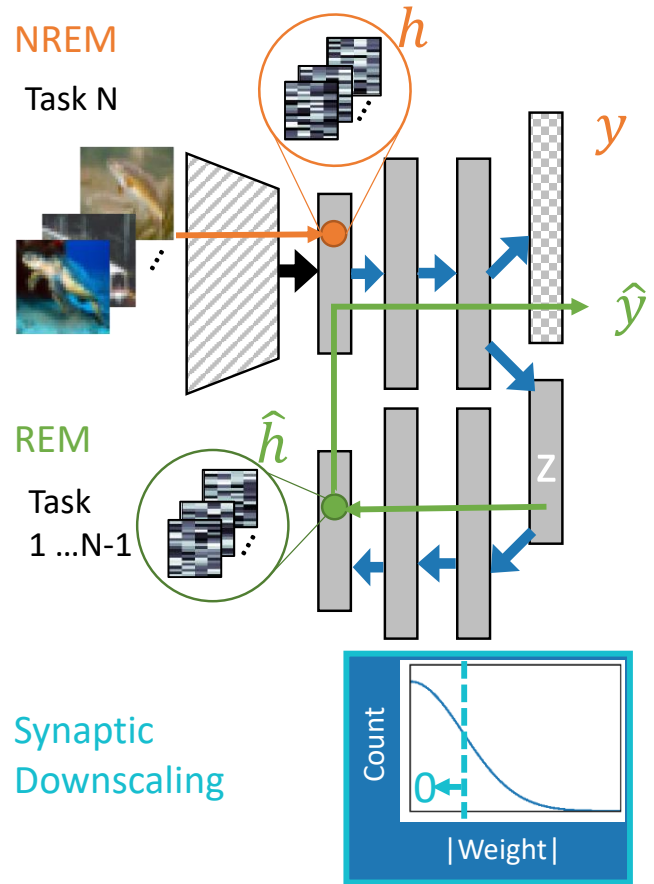 NREM
h
Task N
y
ŷ
REM
ĥ
Task
1 ...N-1
z
Synaptic
Downscaling
Count
0
|Weight|